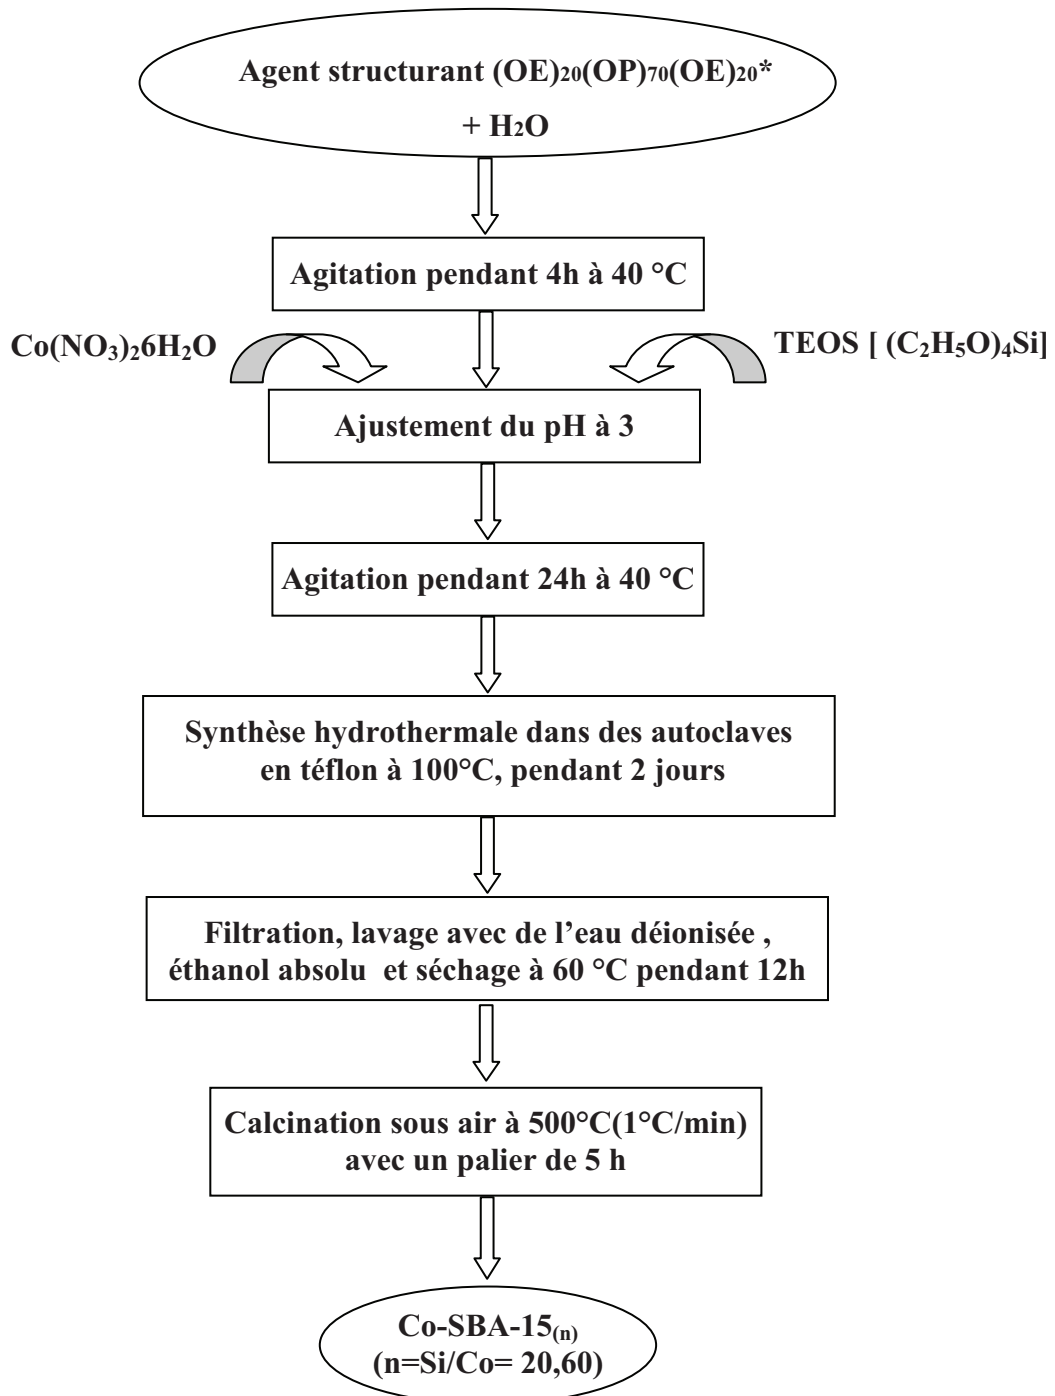 Agent structurant (OE)20(OP)70(OE)20*
+ H2O
Agitation pendant 4h à 40 °C
Co(NO3)26H2O
TEOS [ (C2H5O)4Si]
Ajustement du pH à 3
Agitation pendant 24h à 40 °C
Synthèse hydrothermale dans des autoclaves
en téflon à 100°C, pendant 2 jours
Filtration, lavage avec de l’eau déionisée ,
éthanol absolu et séchage à 60 °C pendant 12h
Calcination sous air à 500°C(1°C/min)
avec un palier de 5 h
Co-SBA-15(n)
(n=Si/Co= 20,60)